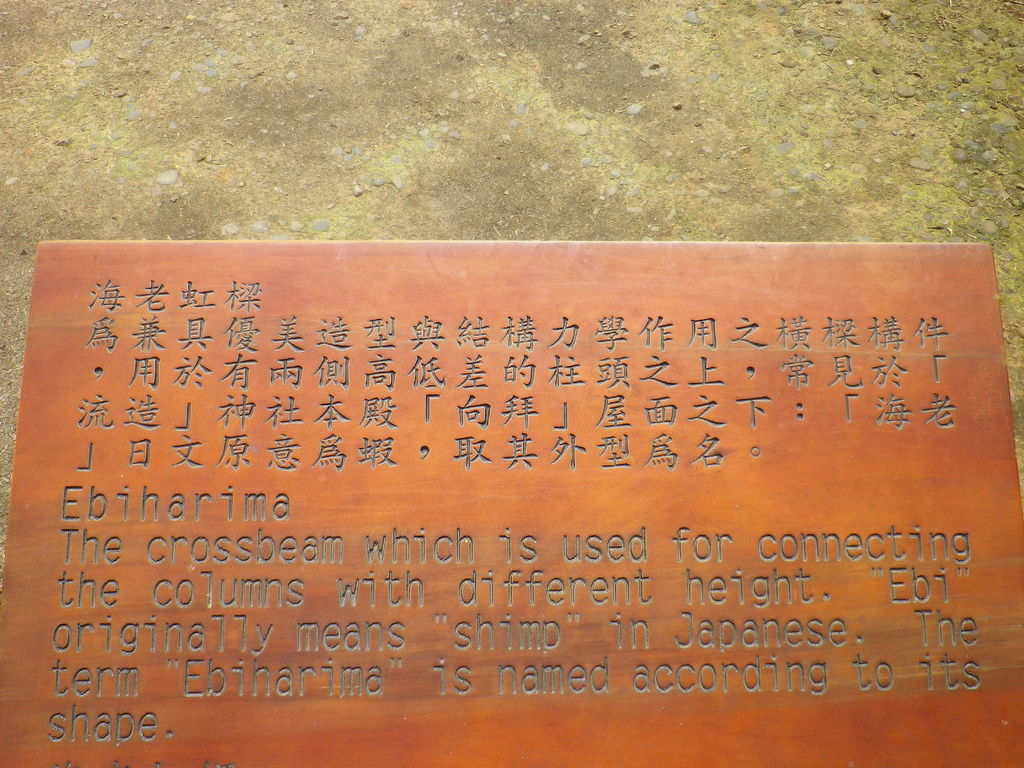 海老虹樑
為兼具優美造型與結構力學作用之橫樑構件
，用於有兩側高低差的柱頭之上，常見於「
流造」神社本殿「向拜」屋面之下：「海老
」日文原意為蝦，取其外型為名。
Ebiharima
The crossbeam which is used for connecting
the columns with different height. "Ebi"
originally means "shimp" in Japanese. The
term "Ebiharima" is named according to its
shape.